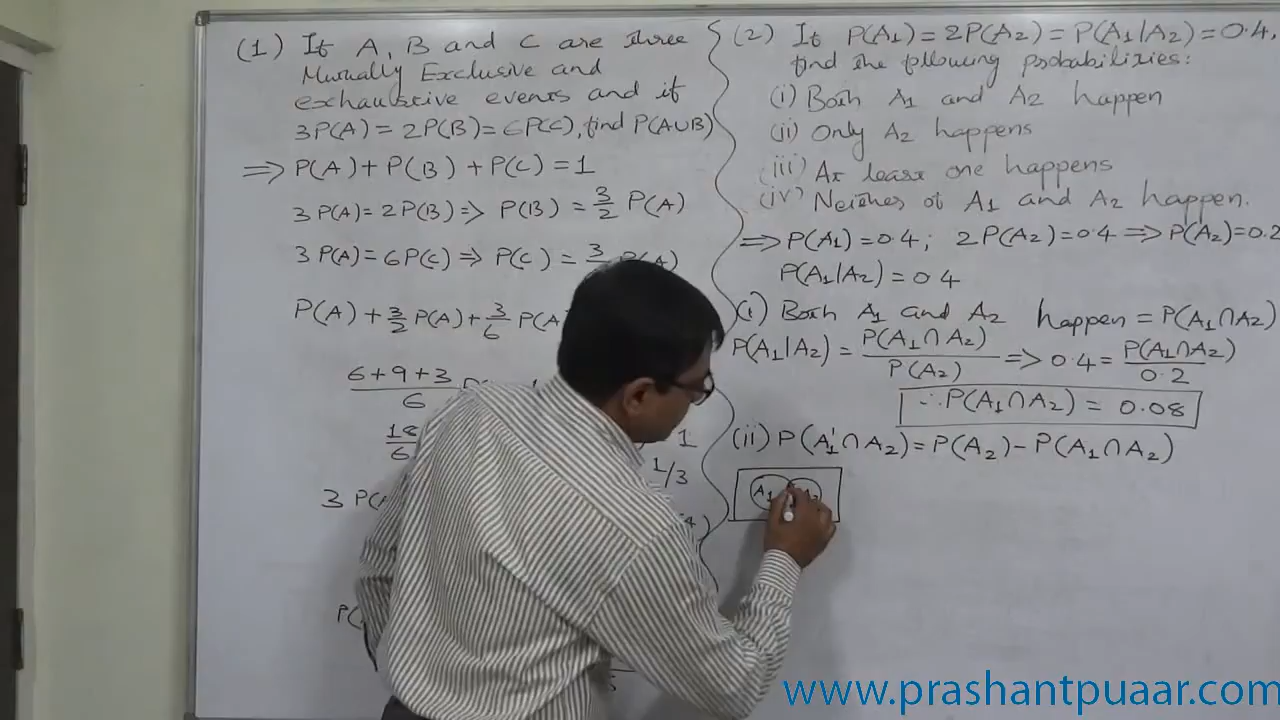 (1) If A, B and C are three
Mutually Exclusive and
exhaustive events and if
3P(A) = 2P(B) = 6P(C), find P(AUB)
⇒ P(A) + P(B) + P(C) = 1
3P(A) = 2P(B) ⇒ P(B) = 3/2 P(A)
3P(A) = 6P(C) ⇒ P(C) = 3/ P(A)
P(A) + 3/2 P(A) + 3/6 P(A
6+9+3/6
18/6
1
3 P(A
1/3
P(
(2) If P(A1) = 2P(A2) = P(A1|A2) = 0.4,
find the following probabilities:
(i) Both A1 and A2 happen
(ii) Only A2 happens
(iii) At least one happens
(iv) Neither of A1 and A2 happen.
⇒ P(A1) = 0.4; 2P(A2) = 0.4 ⇒ P(A2) = 0.2
P(A1|A2) = 0.4
(i) Both A1 and A2 happen = P(A1∩A2)
P(A1|A2) = P(A1∩A2)/P(A2) ⇒ 0.4 = P(A1∩A2)/0.2
∴ P(A1∩A2) = 0.08
(ii) P(A1'∩A2) = P(A2) - P(A1∩A2)
A1 A2
www.prashantpuaar.com